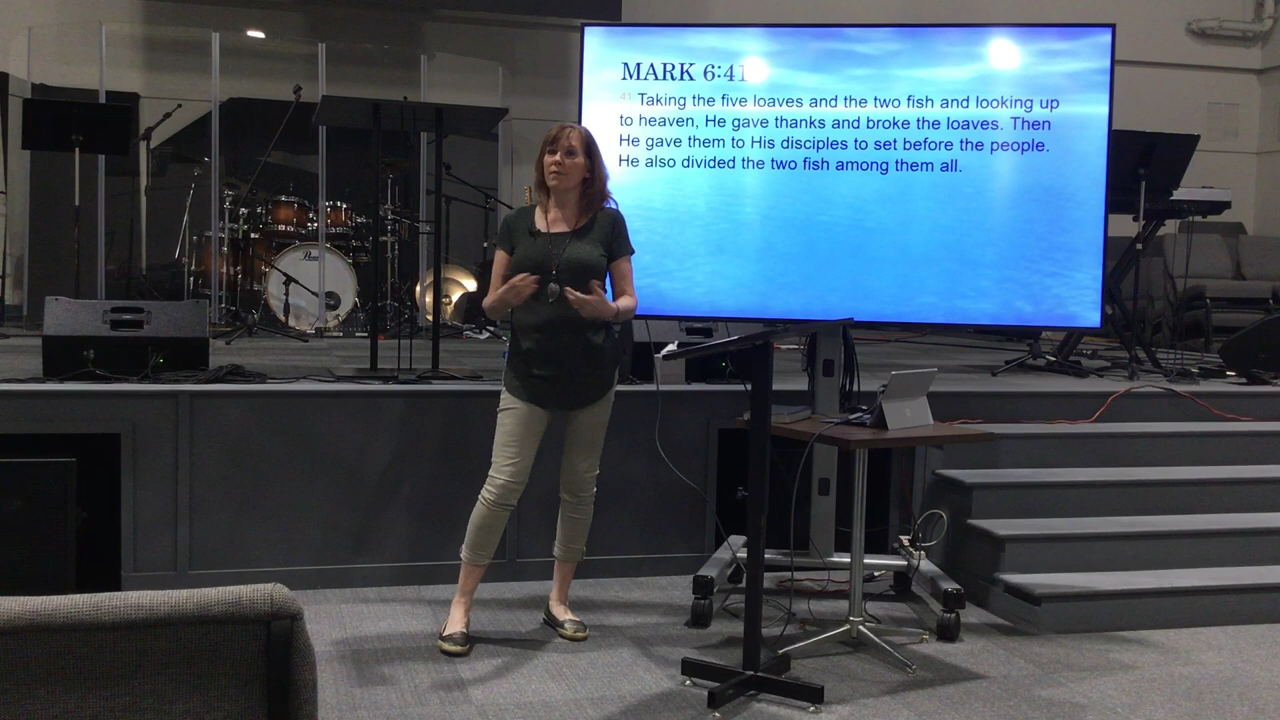 MARK 6:41
41 Taking the five loaves and the two fish and looking up
to heaven, He gave thanks and broke the loaves. Then
He gave them to His disciples to set before the people.
He also divided the two fish among them all.
Pearl